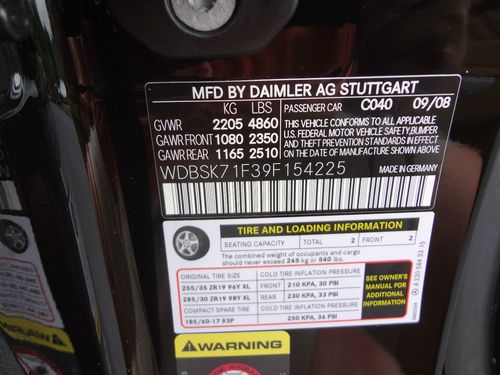 MFD BY DAIMLER AG STUTTGART
KG LBS PASSENGER CAR C040 09/08
GVWR 2205 4860 THIS VEHICLE CONFORMS TO ALL APPLICABLE
GAWR FRONT 1080 2350 U.S. FEDERAL MOTOR VEHICLE SAFETY, BUMPER
GAWR REAR 1165 2510 AND THEFT PREVENTION STANDARDS IN EFFECT
ON THE DATE OF MANUFACTURE SHOWN ABOVE.
WDBSK71F39F154225 MADE IN GERMANY
TIRE AND LOADING INFORMATION
SEATING CAPACITY TOTAL 2 FRONT 2
The combined weight of occupants and cargo
should never exceed 245 kg or 540 lbs.
ORIGINAL TIRE SIZE COLD TIRE INFLATION PRESSURE
255/35 ZR19 96Y XL FRONT 210 KPA, 30 PSI
285/30 ZR19 98Y XL REAR 230 KPA, 33 PSI
COMPACT SPARE TIRE COLD TIRE INFLATION PRESSURE
185/60-17 93P 250 KPA, 36 PSI
SEE OWNER'S
MANUAL FOR
ADDITIONAL
INFORMATION
A 230 584 33 15
WARNING